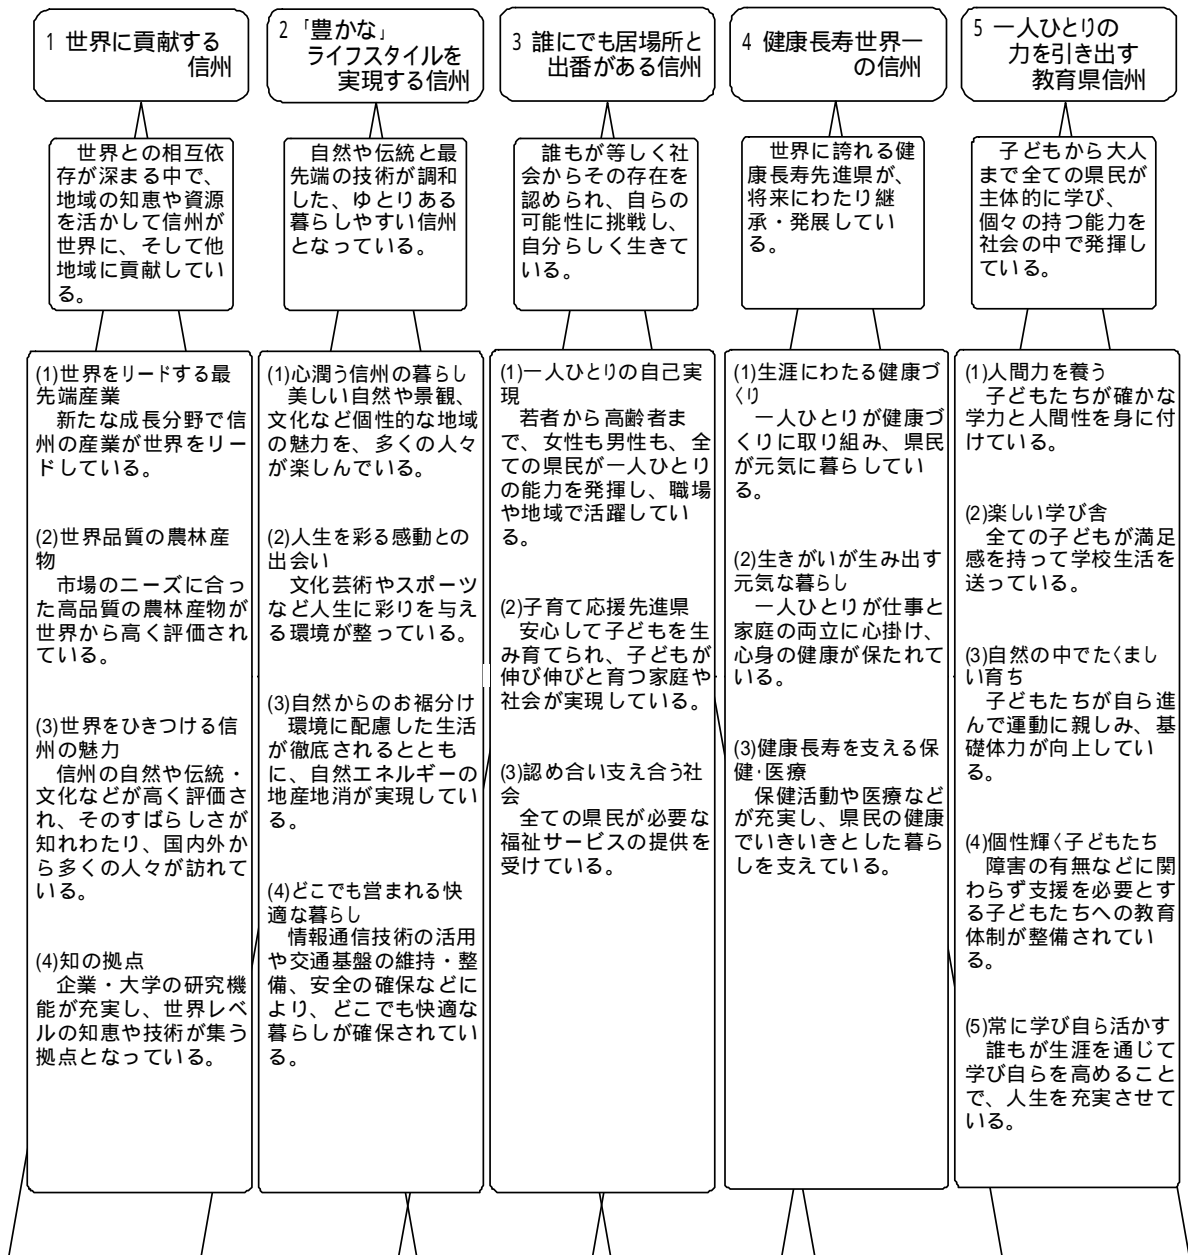 1 世界に貢献する
信州
世界との相互依
存が深まる中で、
地域の知恵や資源
を活かして信州が
世界に、そして他
地域に貢献してい
る。
(1)世界をリードする最
先端産業
新たな成長分野で信
州の産業が世界をリー
ドしている。
(2)世界品質の農林産
物
市場のニーズに合っ
た高品質の農林産物が
世界から高く評価され
ている。
(3)世界をひきつける信
州の魅力
信州の自然や伝統・
文化などが高く評価さ
れ、そのすばらしさが
知れわたり、国内外か
ら多くの人々が訪れて
いる。
(4)知の拠点
企業・大学の研究機
能が充実し、世界レベ
ルの知恵や技術が集う
拠点となっている。
2 「豊かな」
ライフスタイルを
実現する信州
自然や伝統と最
先端の技術が調和
した、ゆとりある
暮らしやすい信州
となっている。
(1)心潤う信州の暮らし
美しい自然や景観、
文化など個性的な地域
の魅力を、多くの人々
が楽しんでいる。
(2)人生を彩る感動との
出会い
文化芸術やスポーツ
など人生に彩りを与え
る環境が整っている。
(3)自然からのお裾分け
環境に配慮した生活
が徹底されるととも
に、自然エネルギーの
地産地消が実現してい
る。
(4)どこでも営まれる快
適な暮らし
情報通信技術の活用
や交通基盤の維持・整
備、安全の確保などに
より、どこでも快適な
暮らしが確保されてい
る。
3 誰にでも居場所と
出番がある信州
誰もが等しく社
会からその存在を
認められ、自らの
可能性に挑戦し、
自分らしく生きて
いる。
(1)一人ひとりの自己実
現
若者から高齢者ま
で、女性も男性も、全
ての県民が一人ひとり
の能力を発揮し、職場
や地域で活躍してい
る。
(2)子育て応援先進県
安心して子どもを生
み育てられ、子どもが
伸び伸びと育つ家庭や
社会が実現している。
(3)認め合い支え合う社
会
全ての県民が必要な
福祉サービスの提供を
受けている。
4 健康長寿世界一
の信州
世界に誇れる健
康長寿先進県が、
将来にわたり継
承・発展してい
る。
(1)生涯にわたる健康づ
くり
一人ひとりが健康づ
くりに取り組み、県民
が元気に暮らしてい
る。
(2)生きがいが生み出す
元気な暮らし
一人ひとりが仕事と
家庭の両立に心掛け、
心身の健康が保たれて
いる。
(3)健康長寿を支える保
健・医療
保健活動や医療など
が充実し、県民の健康
でいきいきとした暮ら
しを支えている。
5 一人ひとりの
力を引き出す
教育県信州
子どもから大人
まで全ての県民が
主体的に学び、
個々の持つ能力を
社会の中で発揮し
ている。
(1)人間力を養う
子どもたちが確かな
学力と人間性を身に付
けている。
(2)楽しい学び舎
全ての子どもが満足
感を持って学校生活を
送っている。
(3)自然の中でたくまし
い育ち
子どもたちが自ら進
んで運動に親しみ、基
礎体力が向上してい
る。
(4)個性輝く子どもたち
障害の有無などに関
わらず支援を必要とす
る子どもたちへの教育
体制が整備されてい
る。
(5)常に学び自ら活かす
誰もが生涯を通じて
学び自らを高めること
で、人生を充実させて
いる。